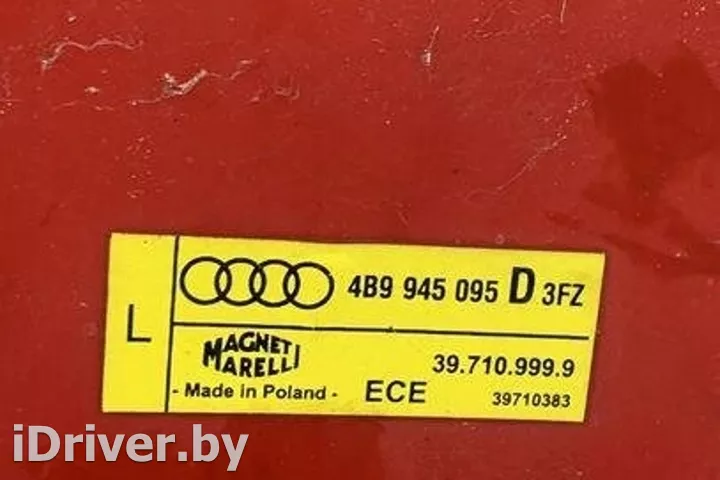 L
4B9 945 095 D 3FZ
MAGNETI MARELLI
39.710.999.9
- Made in Poland - ECE 39710383
iDriver.by